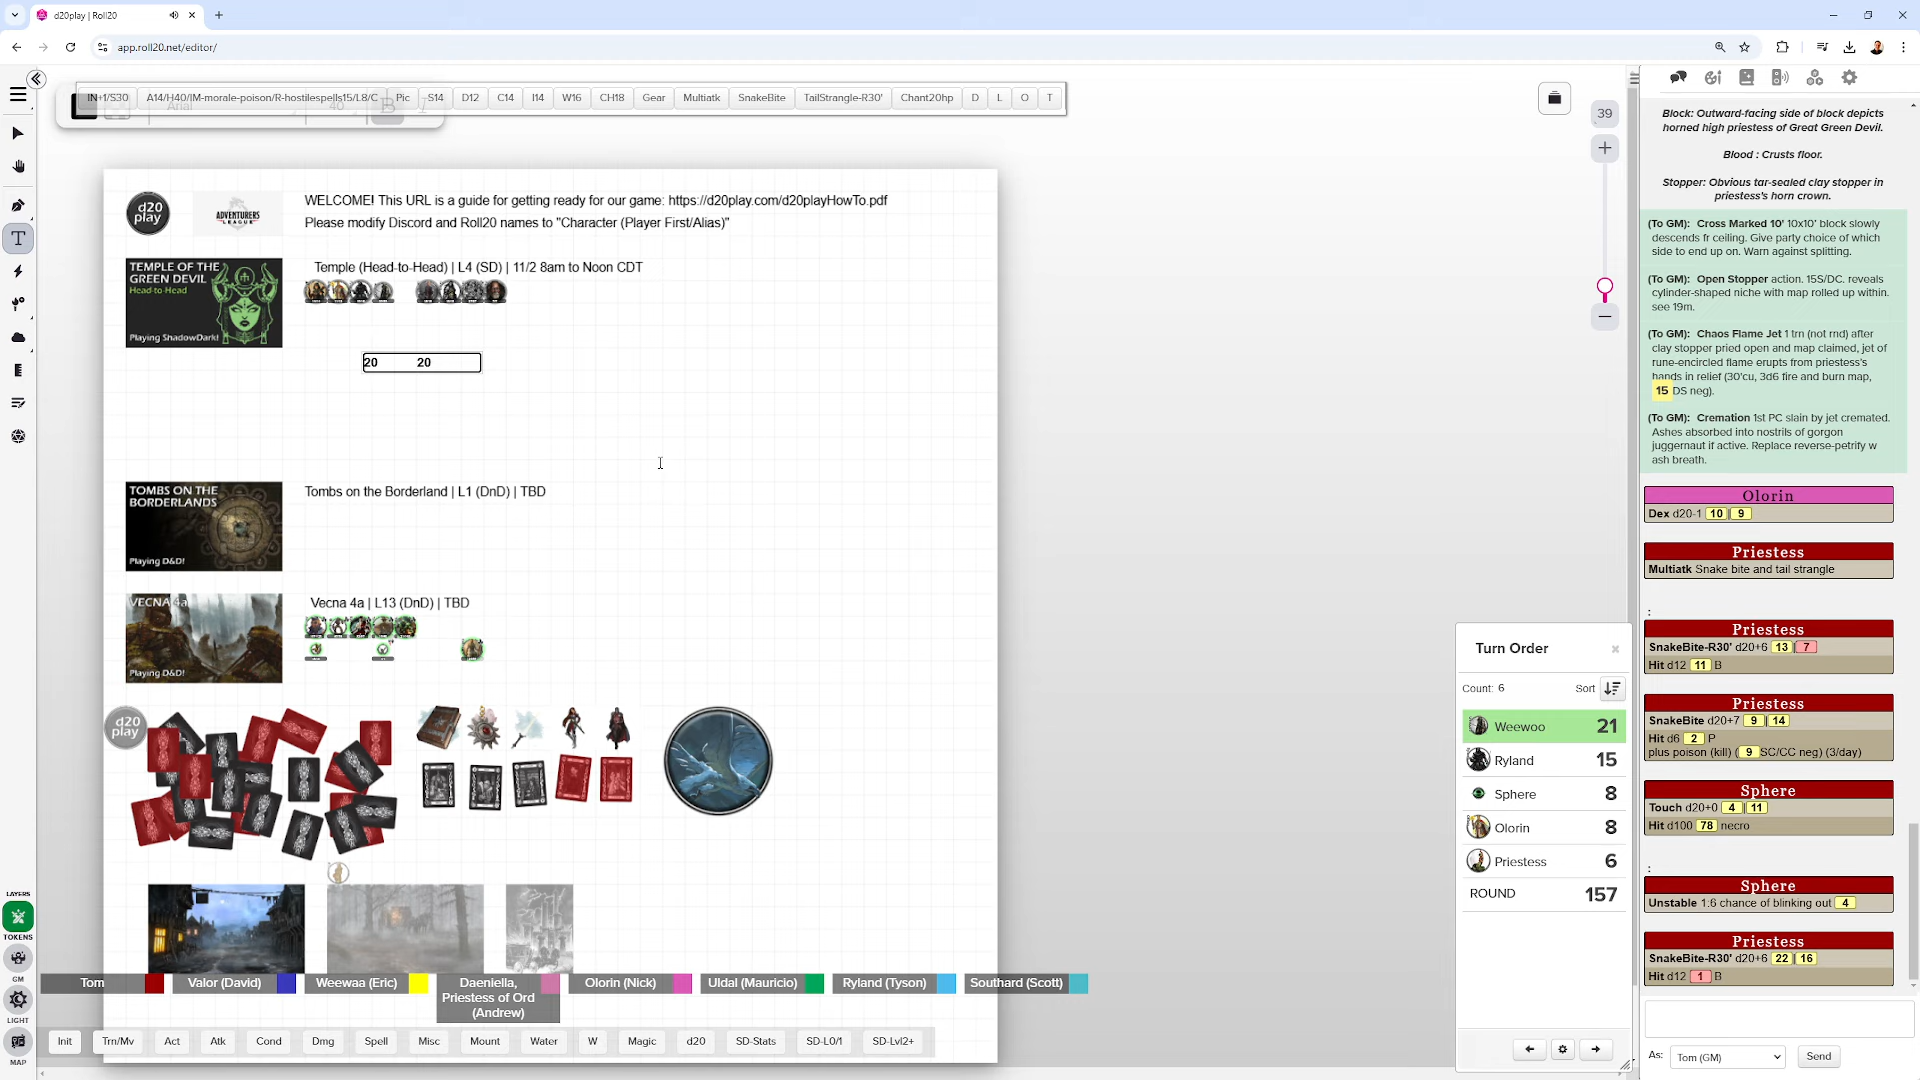 d20play | Roll20
app.roll20.net/editor/
IN+1/S30 A14/H40/IM-morale-poison/R-hostilespells15/L8/C Pic S14 D12 C14 I14 W16 CH18 Gear Multiatk SnakeBite TailStrangle-R30' Chant20hp D L O T
39
d20 play
ADVENTURERS LEAGUE
WELCOME! This URL is a guide for getting ready for our game: https://d20play.com/d20playHowTo.pdf
Please modify Discord and Roll20 names to "Character (Player First/Alias)"
TEMPLE OF THE
GREEN DEVIL
Head-to-Head
Playing ShadowDark!
Temple (Head-to-Head) | L4 (SD) | 11/2 8am to Noon CDT
20 20
TOMBS ON THE
BORDERLANDS
Playing D&D!
Tombs on the Borderland | L1 (DnD) | TBD
VECNA 4a
Playing D&D!
Vecna 4a | L13 (DnD) | TBD
d20
play
LAYERS
TOKENS
GM
LIGHT
MAP
Tom
Valor (David)
Weewaa (Eric)
Daeniella,
Priestess of Ord
(Andrew)
Olorin (Nick)
Uldal (Mauricio)
Ryland (Tyson)
Southard (Scott)
Init Trn/Mv Act Atk Cond Dmg Spell Misc Mount Water W Magic d20 SD-Stats SD-L0/1 SD-Lvl2+
Turn Order
Count: 6 Sort
Weewoo 21
Ryland 15
Sphere 8
Olorin 8
Priestess 6
ROUND 157
Block: Outward-facing side of block depicts
horned high priestess of Great Green Devil.
Blood : Crusts floor.
Stopper: Obvious tar-sealed clay stopper in
priestess's horn crown.
(To GM): Cross Marked 10' 10x10' block slowly
descends fr ceiling. Give party choice of which
side to end up on. Warn against splitting.
(To GM): Open Stopper action. 15S/DC. reveals
cylinder-shaped niche with map rolled up within.
see 19m.
(To GM): Chaos Flame Jet 1 trn (not rnd) after
clay stopper pried open and map claimed, jet of
rune-encircled flame erupts from priestess's
hands in relief (30'cu, 3d6 fire and burn map,
15 DS neg).
(To GM): Cremation 1st PC slain by jet cremated.
Ashes absorbed into nostrils of gorgon
juggernaut if active. Replace reverse-petrify w
ash breath.
Olorin
Dex d20-1 10 | 9
Priestess
Multiatk Snake bite and tail strangle
:
Priestess
SnakeBite-R30' d20+6 13 | 7
Hit d12 11 B
Priestess
SnakeBite d20+7 9 | 14
Hit d6 2 P
plus poison (kill) ( 9 SC/CC neg) (3/day)
Sphere
Touch d20+0 4 | 11
Hit d100 78 necro
:
Sphere
Unstable 1:6 chance of blinking out 4
Priestess
SnakeBite-R30' d20+6 22 | 16
Hit d12 1 B
As: Tom (GM) Send